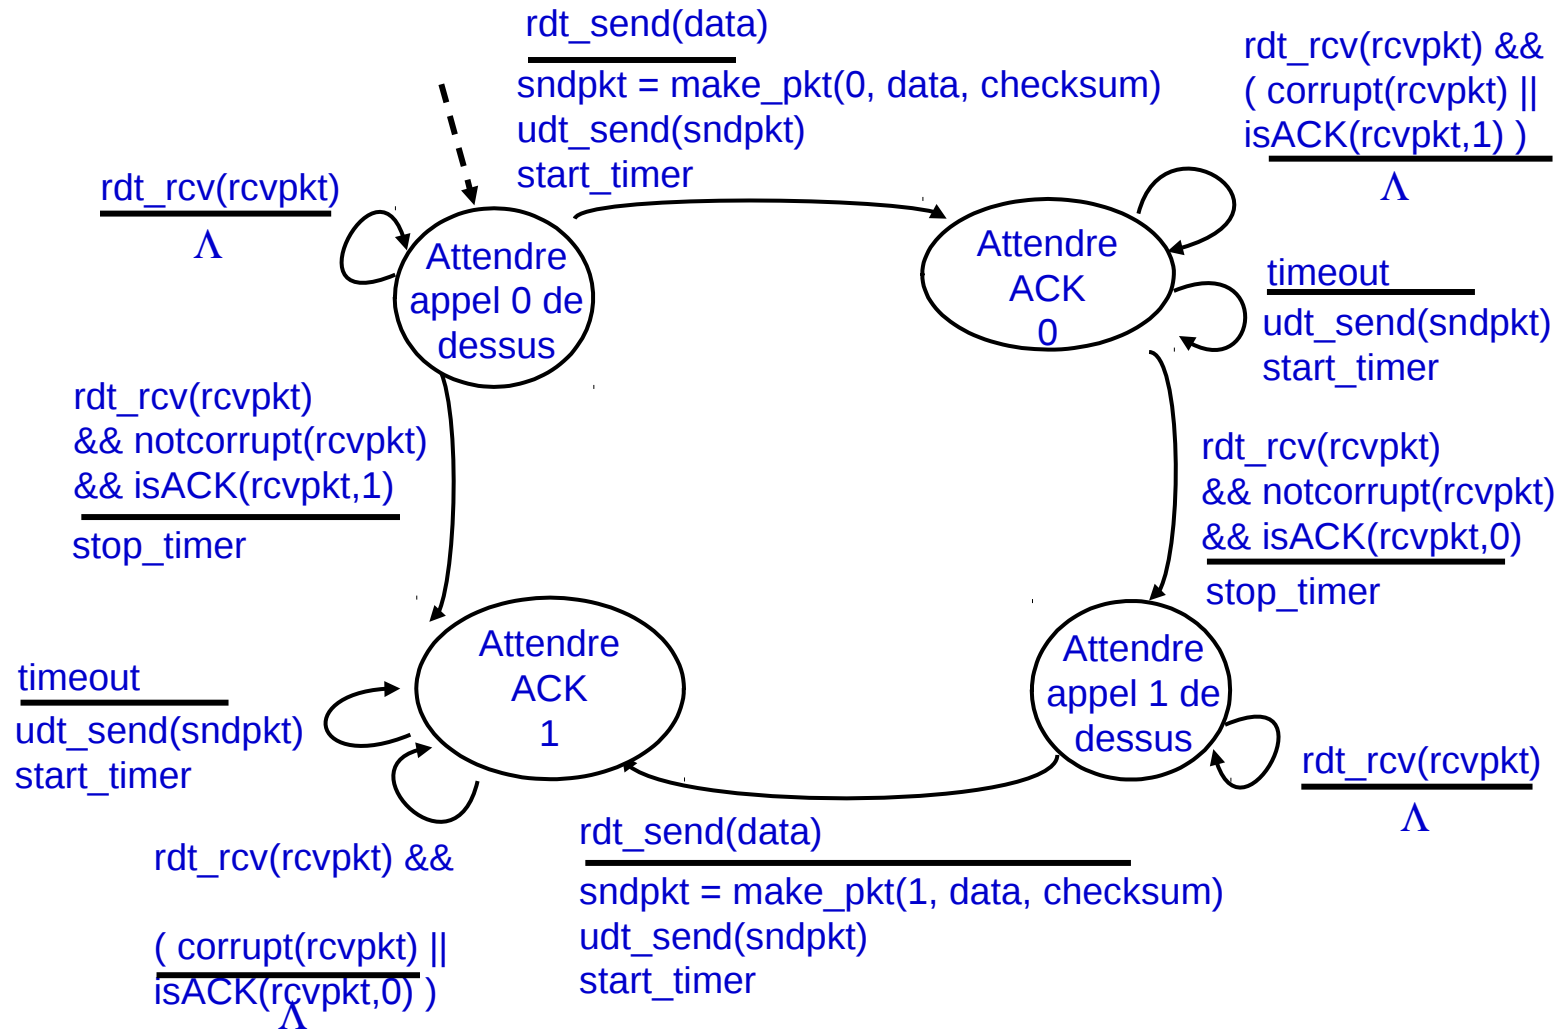 rdt_send(data)
sndpkt = make_pkt(0, data, checksum)
udt_send(sndpkt)
start_timer
rdt_rcv(rcvpkt) &&
( corrupt(rcvpkt) ||
isACK(rcvpkt,1) )
Λ
rdt_rcv(rcvpkt)
Λ
Attendre
appel 0 de
dessus
Attendre
ACK
0
timeout
udt_send(sndpkt)
start_timer
rdt_rcv(rcvpkt)
&& notcorrupt(rcvpkt)
&& isACK(rcvpkt,1)
stop_timer
rdt_rcv(rcvpkt)
&& notcorrupt(rcvpkt)
&& isACK(rcvpkt,0)
stop_timer
Attendre
ACK
1
Attendre
appel 1 de
dessus
timeout
udt_send(sndpkt)
start_timer
rdt_rcv(rcvpkt)
Λ
rdt_rcv(rcvpkt) &&
( corrupt(rcvpkt) ||
isACK(rcvpkt,0) )
Λ
rdt_send(data)
sndpkt = make_pkt(1, data, checksum)
udt_send(sndpkt)
start_timer